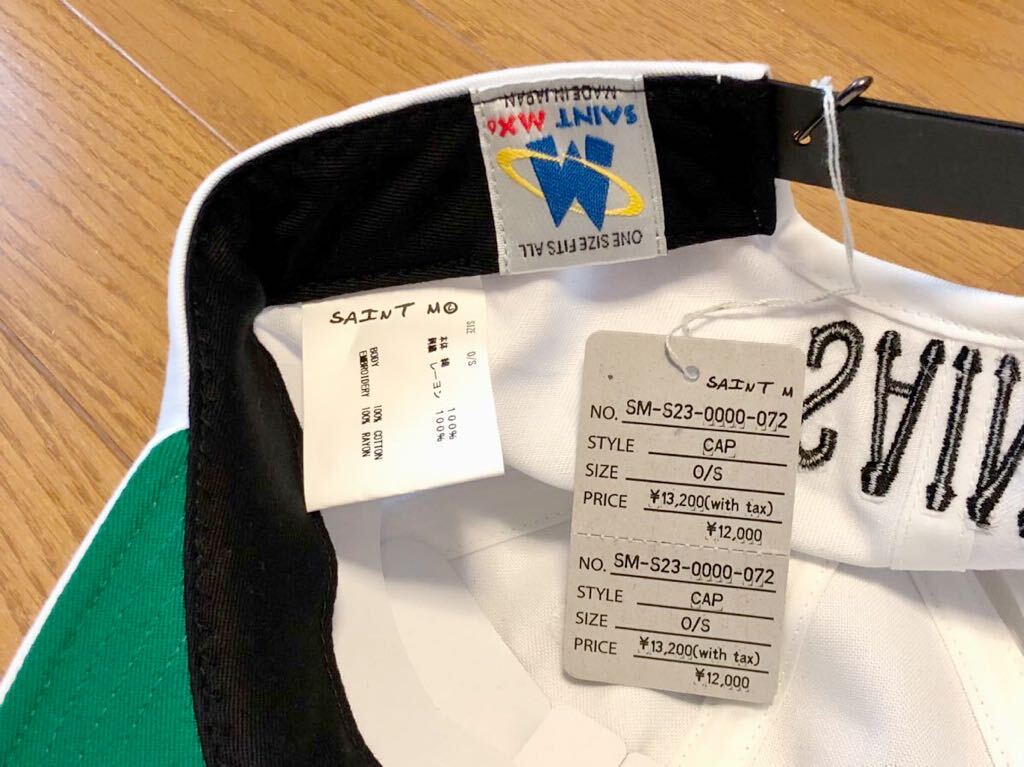 ONE SIZE FITS ALL
SAINT MX6
MADE IN JAPAN
SAINT M
SIZE O/S
本体 綿 100%
刺繍 レーヨン 100%
BODY 100% COTTON
EMBROIDERY 100% RAYON
SAINT M
NO. SM-S23-0000-072
STYLE CAP
SIZE O/S
PRICE ¥13,200(with tax)
¥12,000
NO. SM-S23-0000-072
STYLE CAP
SIZE O/S
PRICE ¥13,200(with tax)
¥12,000